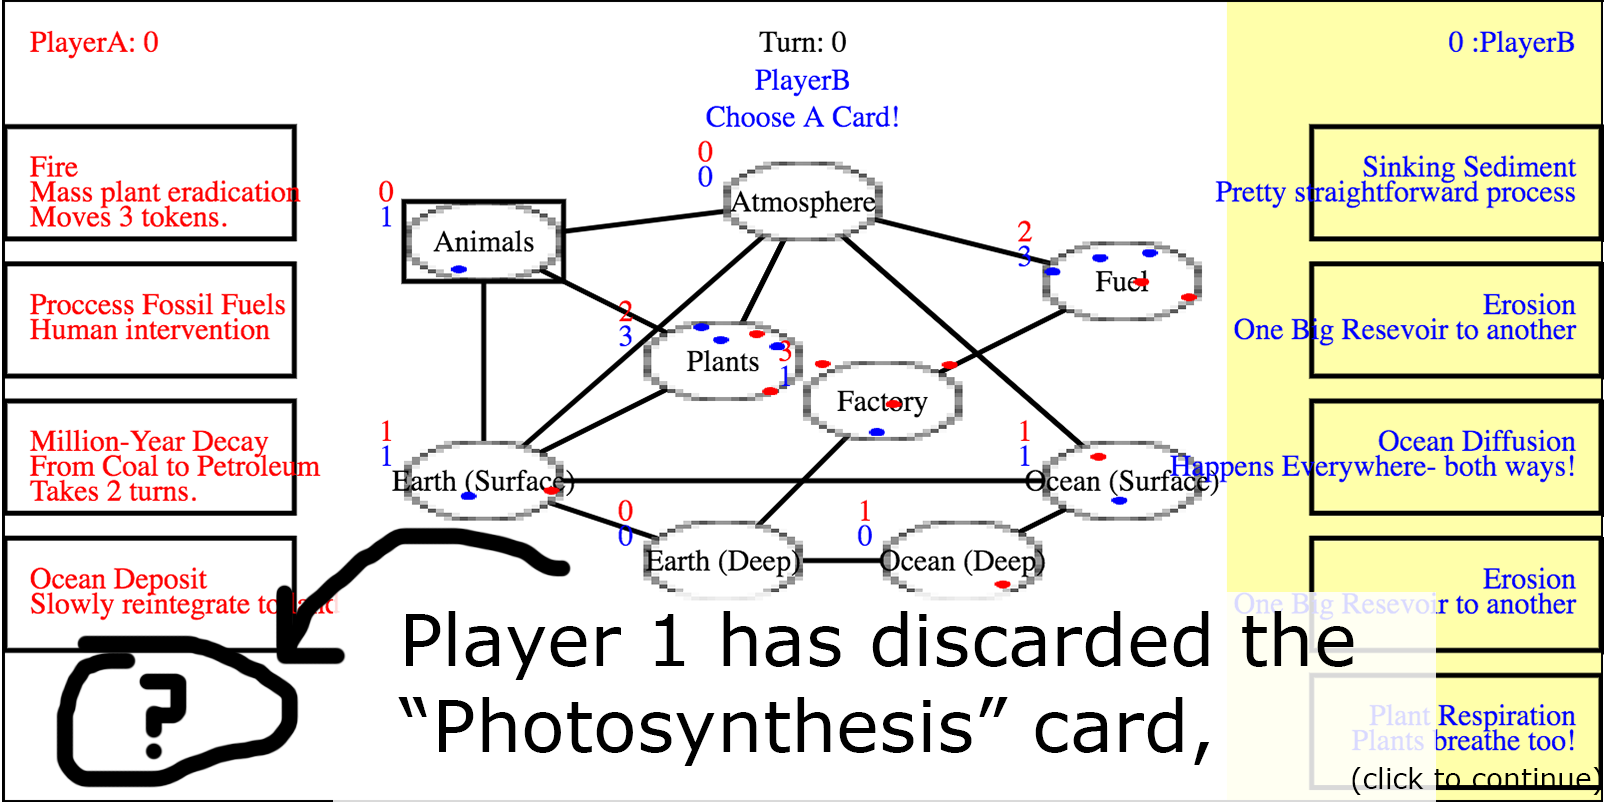 PlayerA: 0
Turn: 0
0 :PlayerB
PlayerB
Choose A Card!
Fire
Mass plant eradication
Moves 3 tokens.
Proccess Fossil Fuels
Human intervention
Million-Year Decay
From Coal to Petroleum
Takes 2 turns.
Ocean Deposit
Slowly reintegrate to land
?
0
0
Atmosphere
0
1
Animals
2
3
Fuel
2
3
Plants
3
1
Factory
1
1
Earth (Surface)
1
1
Ocean (Surface)
0
0
Earth (Deep)
1
0
Ocean (Deep)
Sinking Sediment
Pretty straightforward process
Erosion
One Big Resevoir to another
Ocean Diffusion
Happens Everywhere- both ways!
Erosion
One Big Resevoir to another
Plant Respiration
Plants breathe too!
Player 1 has discarded the
“Photosynthesis” card,
(click to continue)